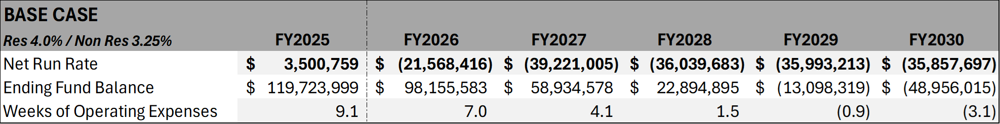 BASE CASE
Res 4.0% / Non Res 3.25% FY2025 FY2026 FY2027 FY2028 FY2029 FY2030
Net Run Rate $ 3,500,759 $ (21,568,416) $ (39,221,005) $ (36,039,683) $ (35,993,213) $ (35,857,697)
Ending Fund Balance $ 119,723,999 $ 98,155,583 $ 58,934,578 $ 22,894,895 $ (13,098,319) $ (48,956,015)
Weeks of Operating Expenses 9.1 7.0 4.1 1.5 (0.9) (3.1)